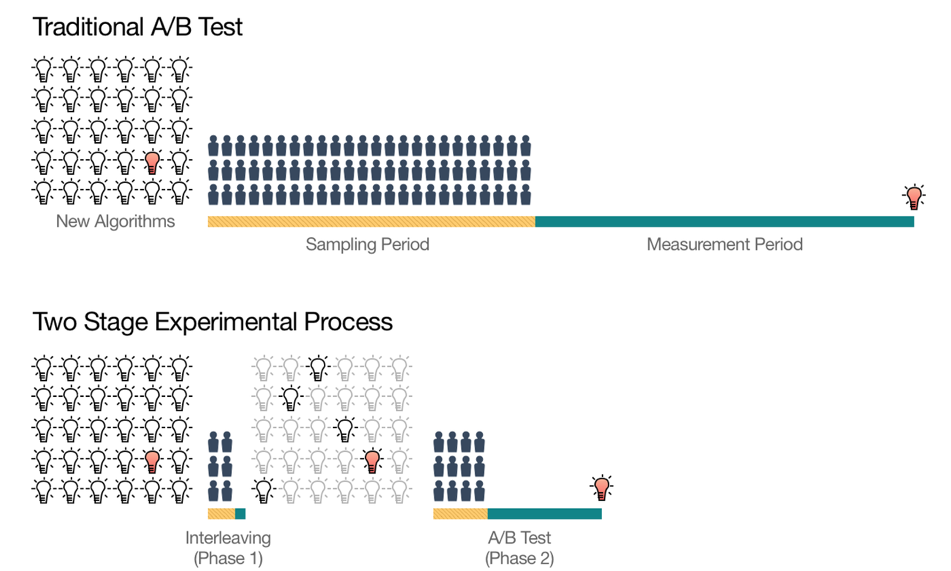 Traditional A/B Test
New Algorithms
Sampling Period
Measurement Period
Two Stage Experimental Process
Interleaving
(Phase 1)
A/B Test
(Phase 2)